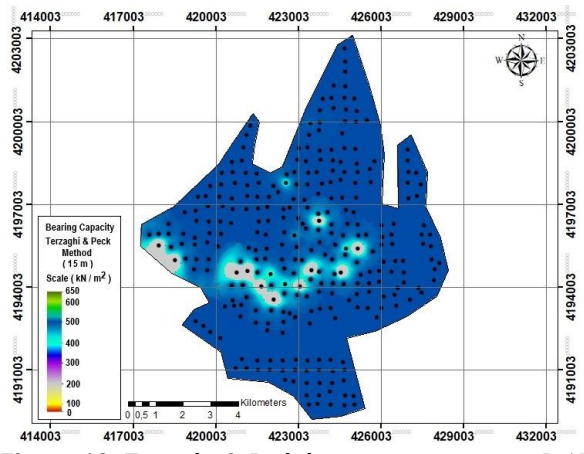 414003 417003 420003 423003 426003 429003 432003
4203003 4203003
N
W E
S
4200003 4200003
4197003 4197003
Bearing Capacity
Terzaghi & Peck
Method
( 15 m )
Scale ( kN / m² )
650
600
500
400
300
200
100
0
4194003 4194003
4191003 4191003
Kilometers
0 0,5 1 2 3 4
414003 417003 420003 423003 426003 429003 432003